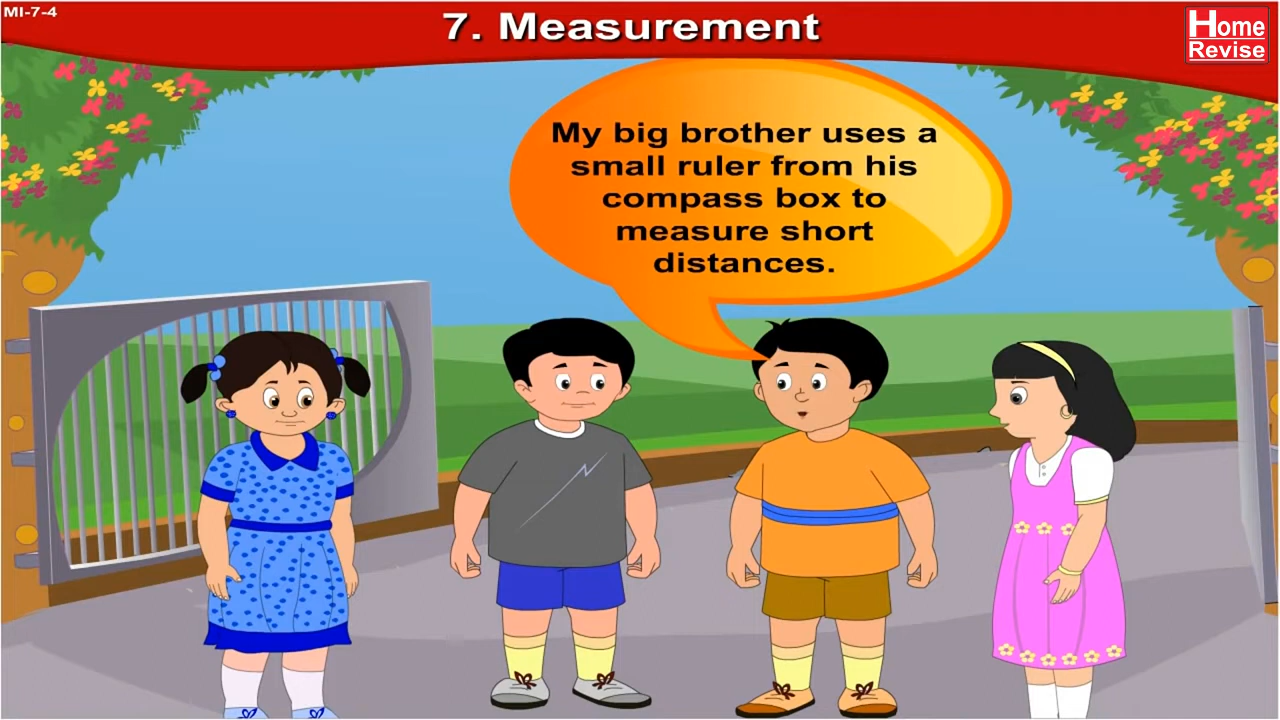 MI-7-4
7. Measurement
Home
Revise
My big brother uses a
small ruler from his
compass box to
measure short
distances.